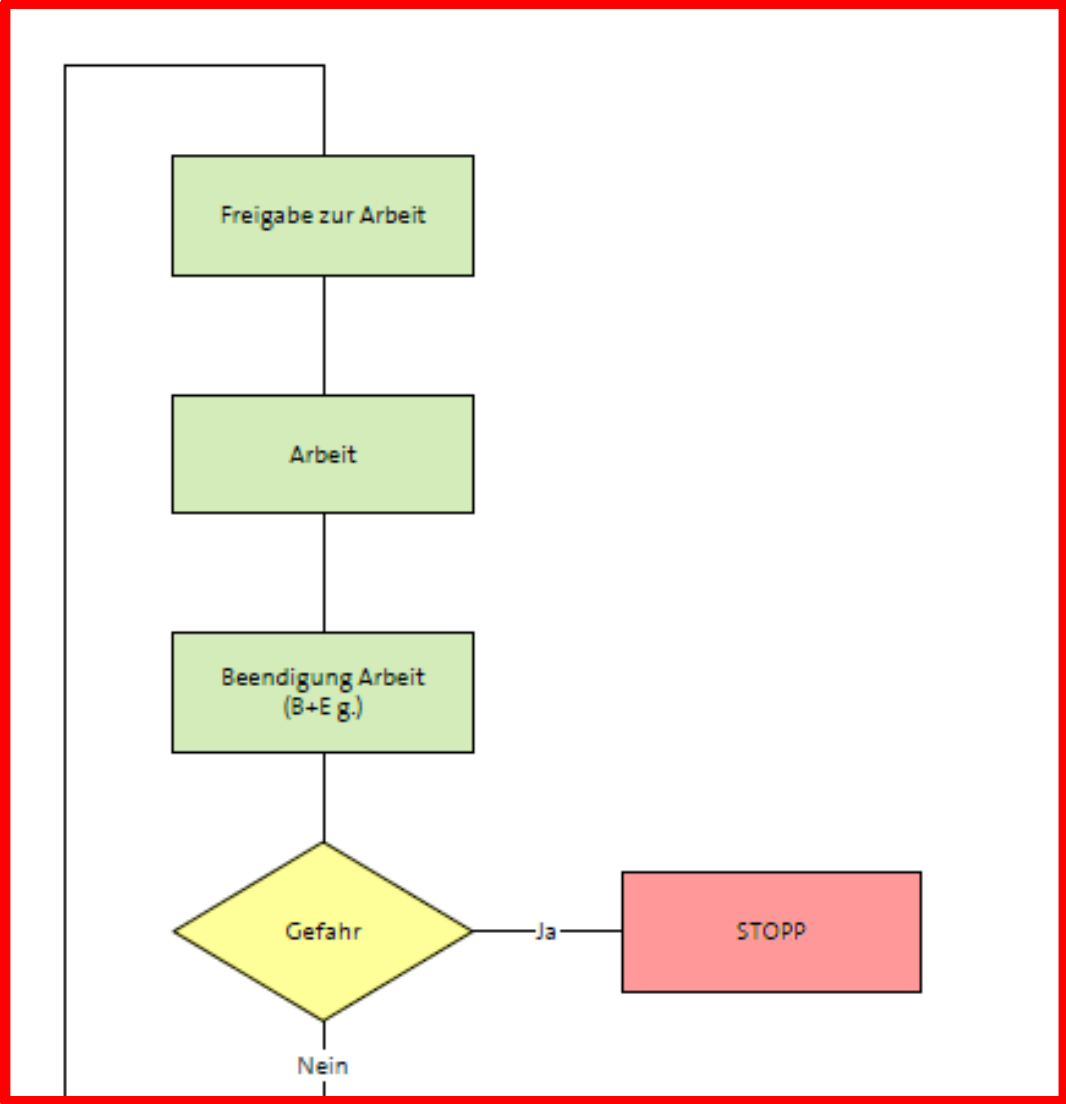 Freigabe zur Arbeit
Arbeit
Beendigung Arbeit
(B+E g.)
Gefahr
Ja
STOPP
Nein